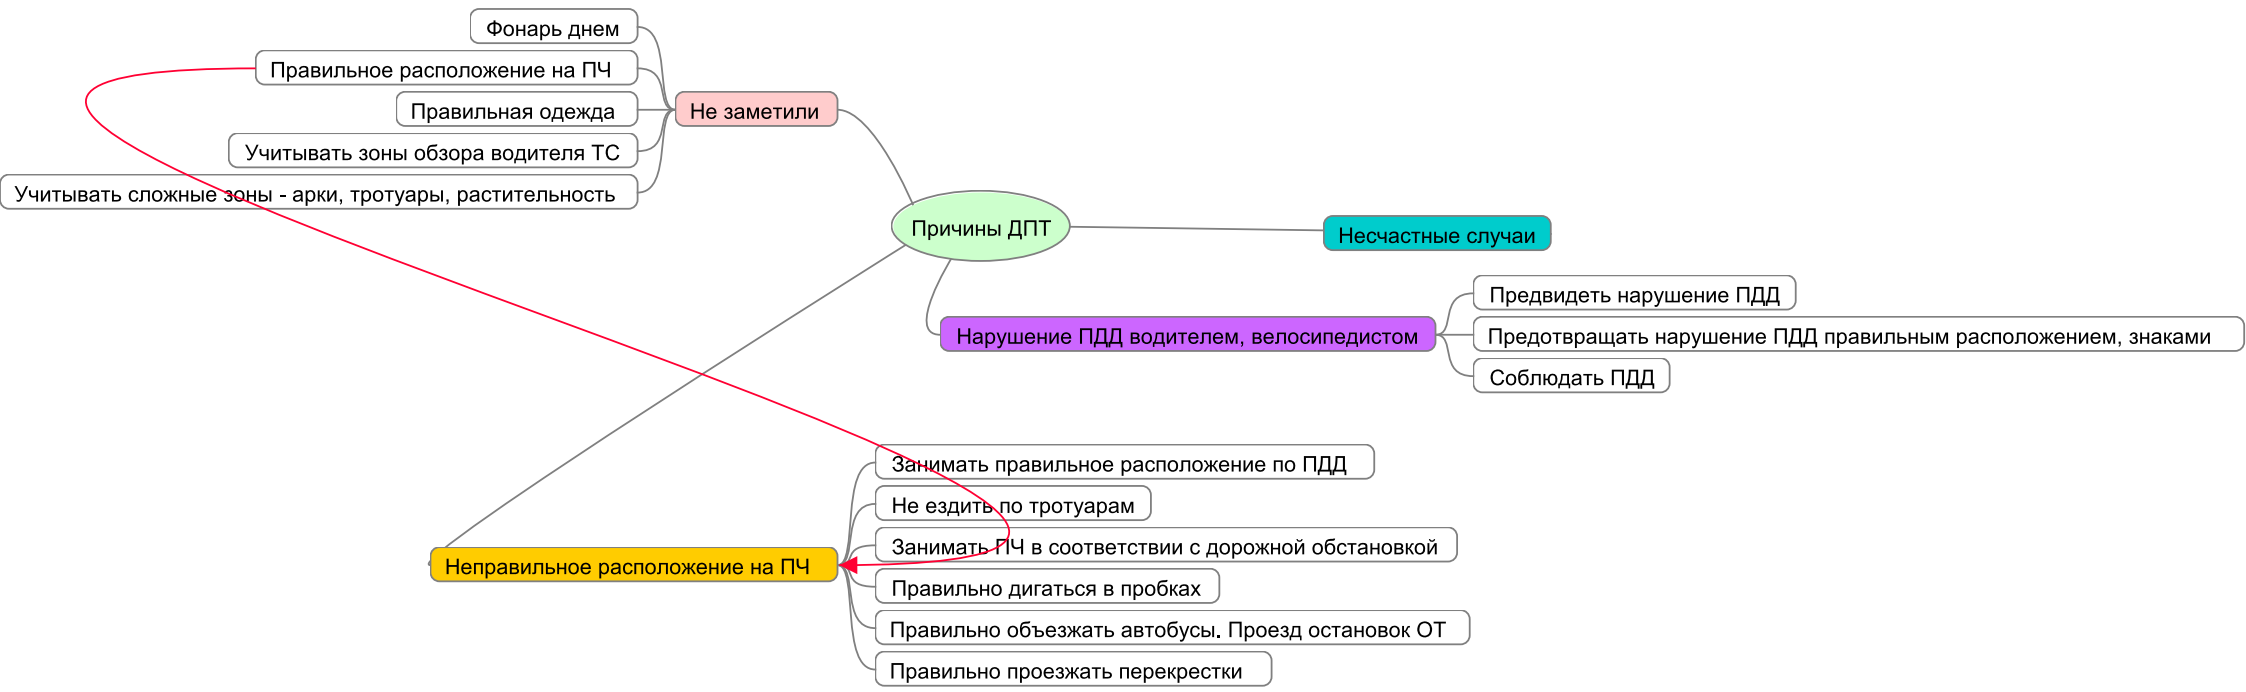 Фонарь днем
Правильное расположение на ПЧ
Правильная одежда
Не заметили
Учитывать зоны обзора водителя ТС
Учитывать сложные зоны - арки, тротуары, растительность
Причины ДПТ
Несчастные случаи
Предвидеть нарушение ПДД
Нарушение ПДД водителем, велосипедистом
Предотвращать нарушение ПДД правильным расположением, знаками
Соблюдать ПДД
Занимать правильное расположение по ПДД
Не ездить по тротуарам
Занимать ПЧ в соответствии с дорожной обстановкой
Неправильное расположение на ПЧ
Правильно дигаться в пробках
Правильно объезжать автобусы. Проезд остановок ОТ
Правильно проезжать перекрестки